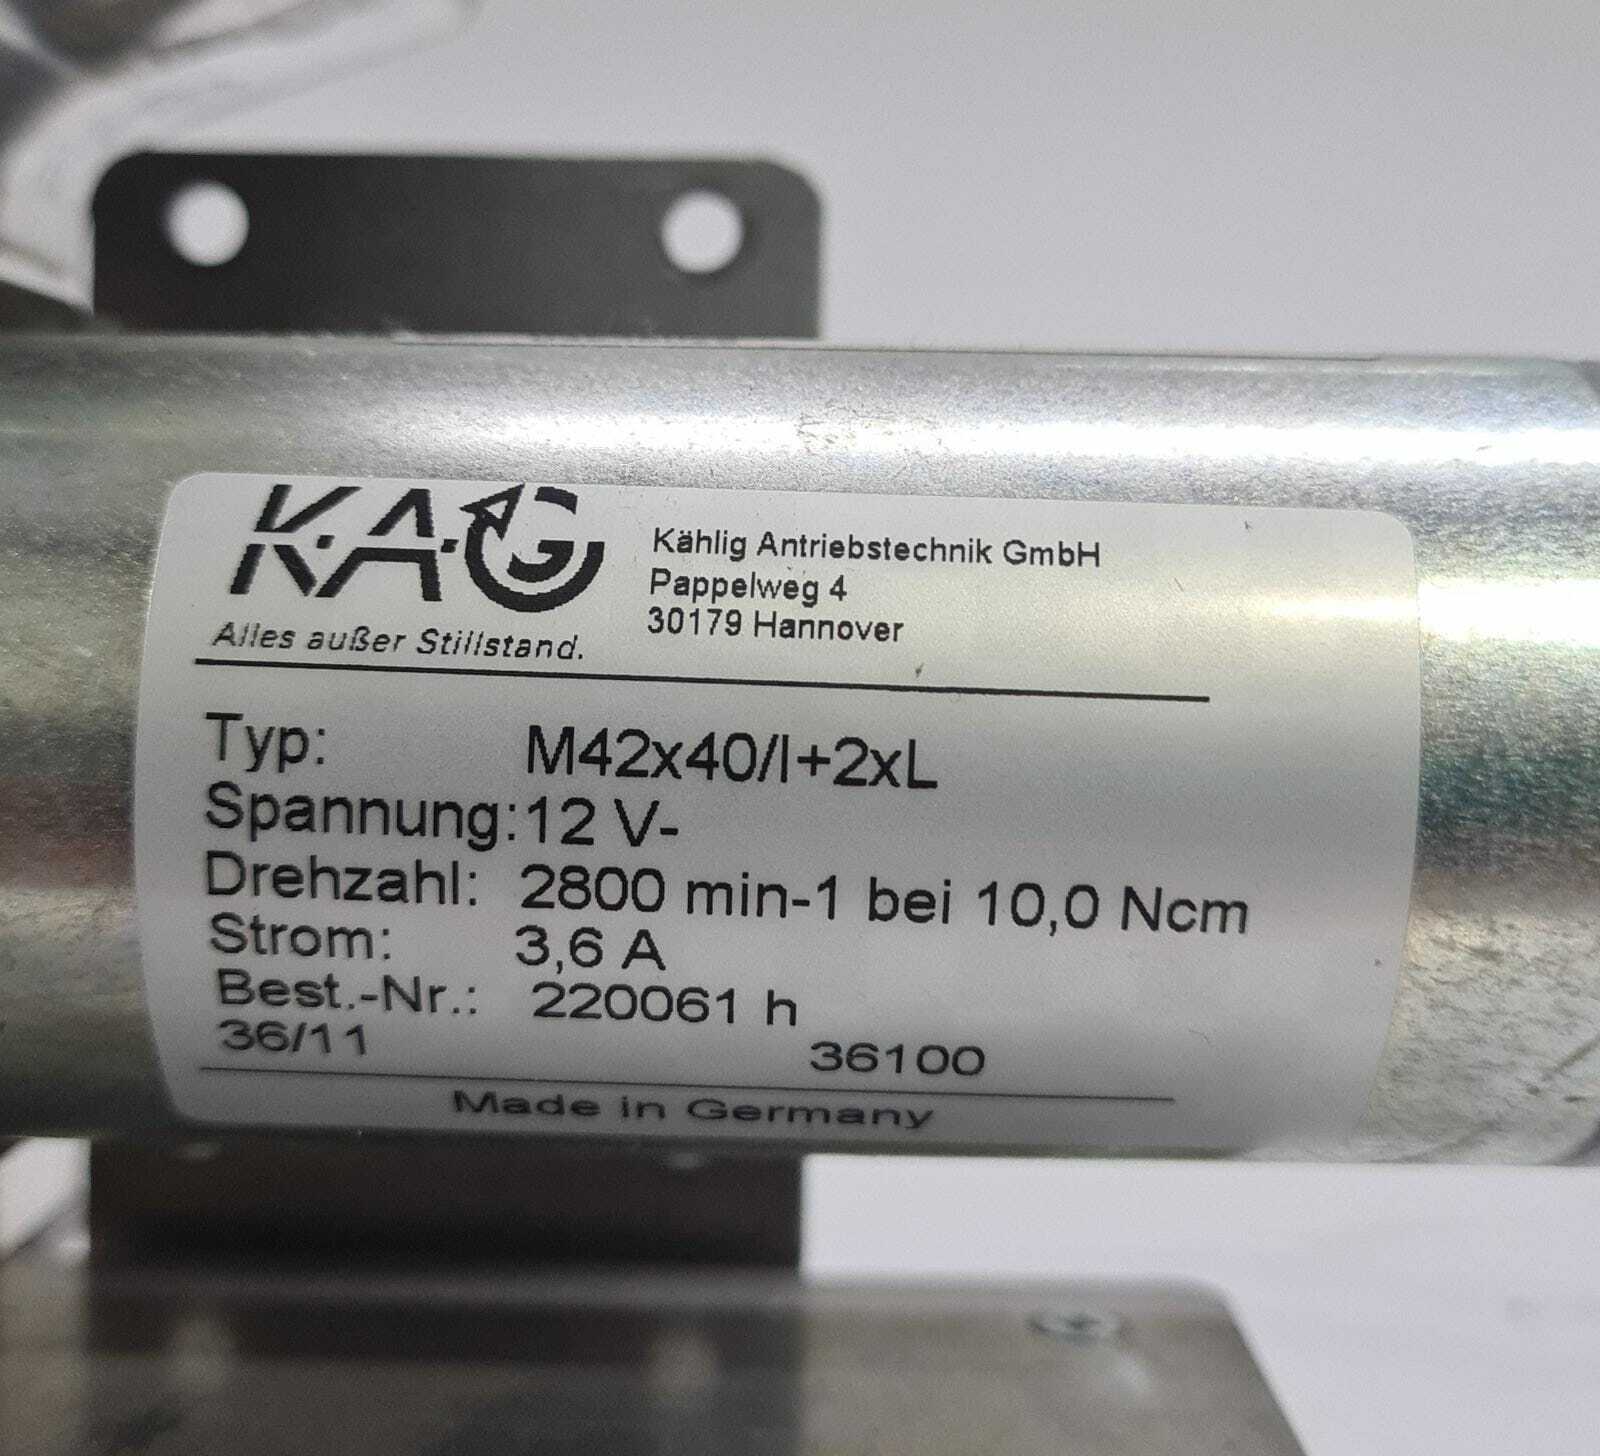 K·A·G
Kählig Antriebstechnik GmbH
Pappelweg 4
30179 Hannover
Alles außer Stillstand.
Typ: M42x40/I+2xL
Spannung: 12 V-
Drehzahl: 2800 min-1 bei 10,0 Ncm
Strom: 3,6 A
Best.-Nr.: 220061 h
36/11 36100
Made in Germany